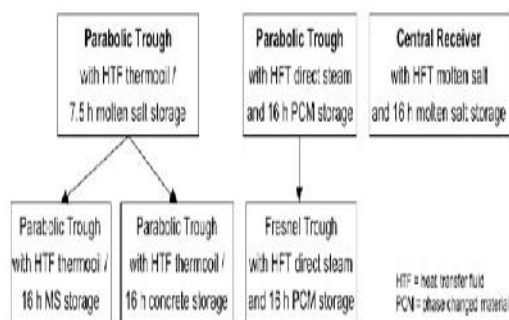 Parabolic Trough
with HTF thermooil /
7.5 h molten salt storage
Parabolic Trough
with HFT direct steam
and 16 h PCM storage
Central Receiver
with HFT molten salt
and 16 h molten salt storage
Parabolic Trough
with HTF thermooil /
16 h MS storage
Parabolic Trough
with HTF thermooil /
16 h concrete storage
Fresnel Trough
with HFT direct steam
and 16 h PCM storage
HTF = heat transfer fluid
PCM = phase changed material